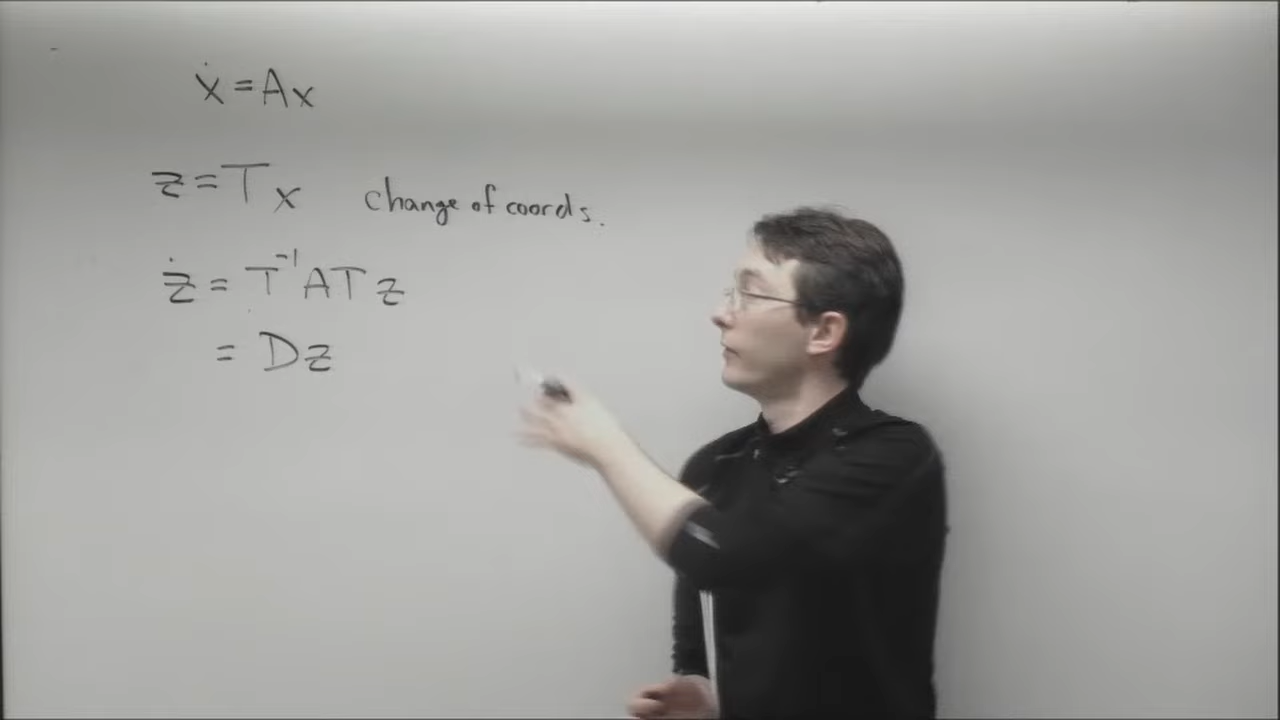 ẋ = Ax
z = Tx change of coords.
ż = T⁻¹ATz
= Dz